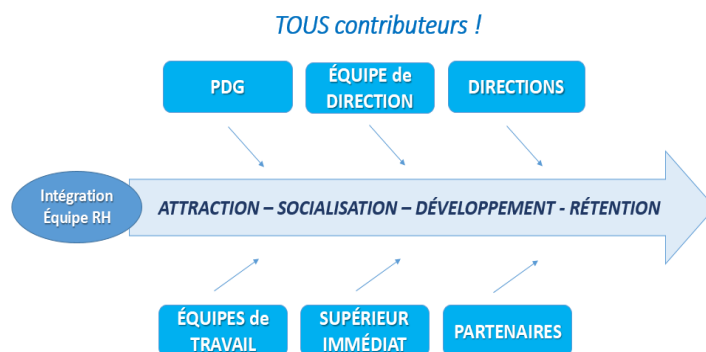 TOUS contributeurs !
PDG
ÉQUIPE de
DIRECTION
DIRECTIONS
Intégration
Équipe RH
ATTRACTION – SOCIALISATION – DÉVELOPPEMENT - RÉTENTION
ÉQUIPES de
TRAVAIL
SUPÉRIEUR
IMMÉDIAT
PARTENAIRES